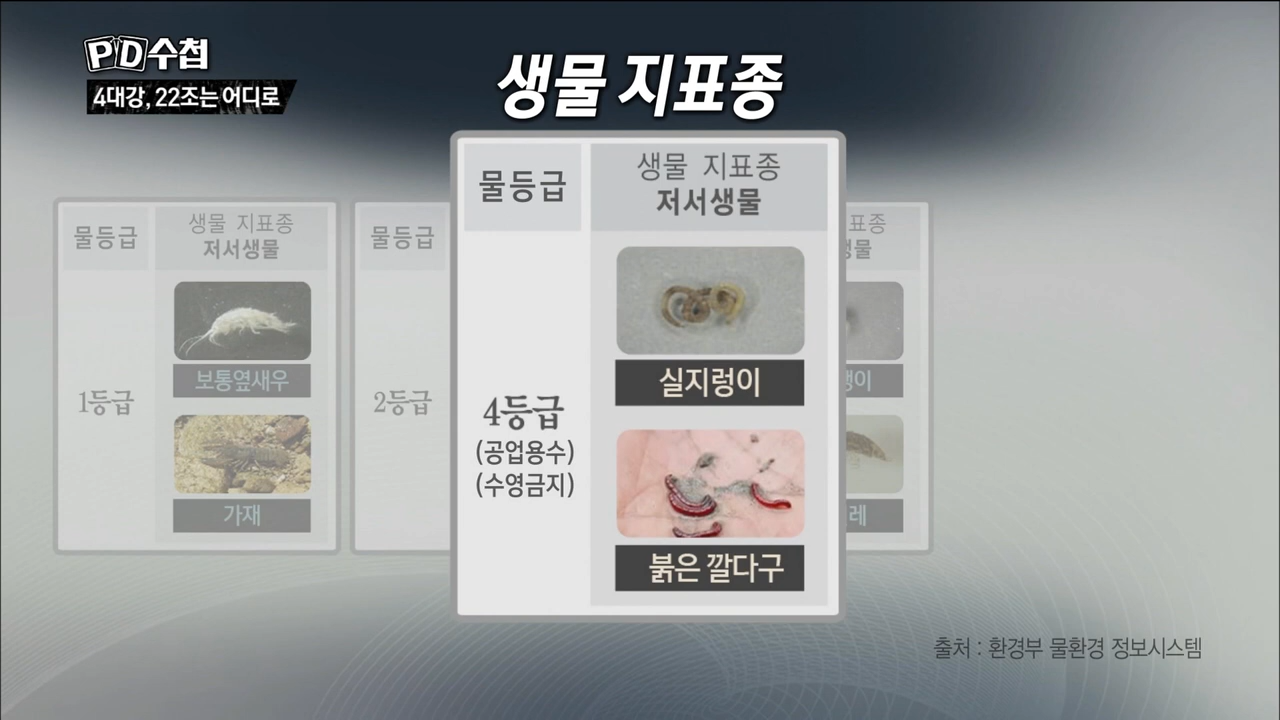 PD수첩
4대강, 22조는 어디로
생물 지표종
물등급
생물 지표종
저서생물
1등급
보통옆새우
가재
물등급
2등급
물등급
생물 지표종
저서생물
4등급
(공업용수)
(수영금지)
실지렁이
붉은 깔다구
표종
생물
출처 : 환경부 물환경 정보시스템